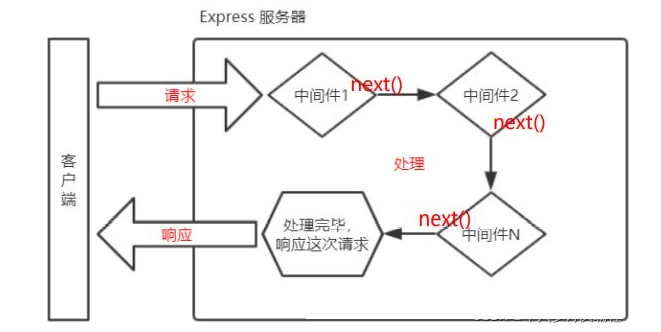 Express 服务器
客户端
请求
中间件1
next()
中间件2
next()
处理
中间件N
next()
处理完毕，
响应这次请求
响应